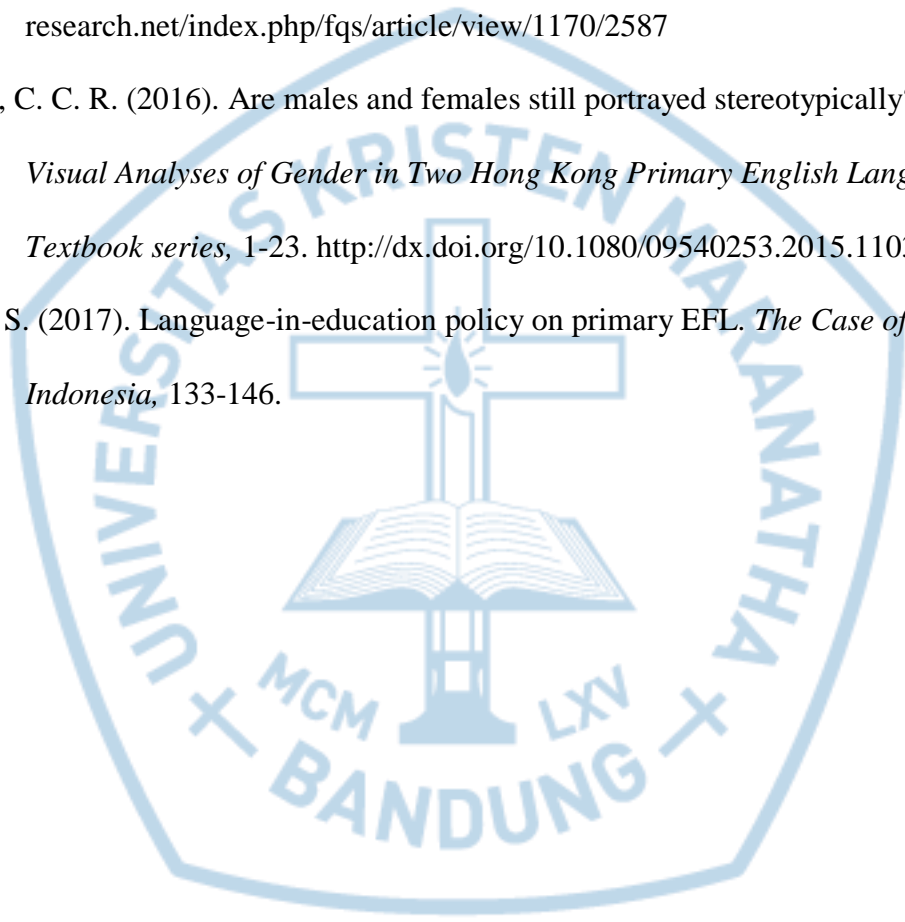 research.net/index.php/fqs/article/view/1170/2587
, C. C. R. (2016). Are males and females still portrayed stereotypically?
Visual Analyses of Gender in Two Hong Kong Primary English Lang
Textbook series, 1-23. http://dx.doi.org/10.1080/09540253.2015.1103
S. (2017). Language-in-education policy on primary EFL. The Case of
Indonesia, 133-146.
UNIVERSITAS KRISTEN MARANATHA
MCM LXV
BANDUNG